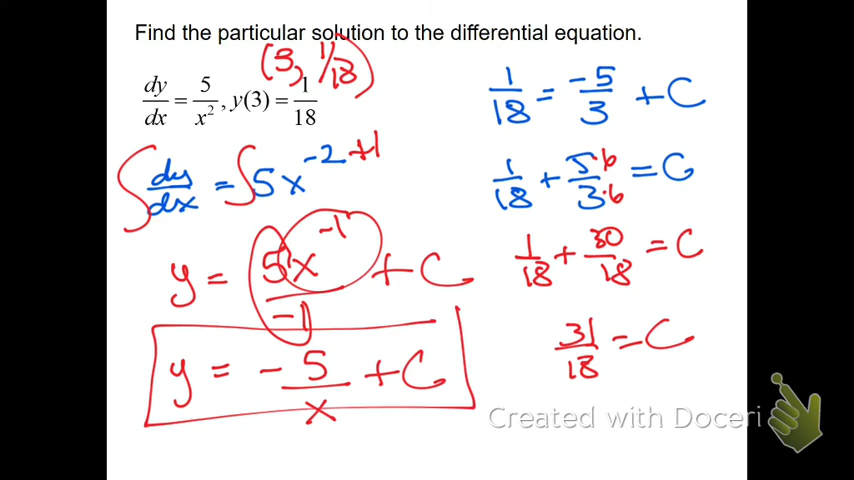 Find the particular solution to the differential equation.
(3, 1/18)
dy/dx = 5/x², y(3) = 1/18
∫ dy/dx = ∫ 5x^-2+1
y = 5x^-1/-1 + C
y = - 5/x + C
1/18 = -5/3 + C
1/18 + 5·6/3·6 = C
1/18 + 30/18 = C
31/18 = C
Created with Doceri